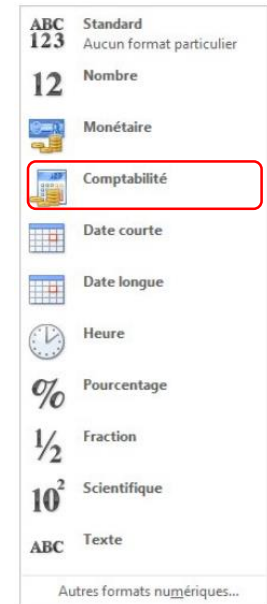 ABC Standard
123 Aucun format particulier
12 Nombre
Monétaire
Comptabilité
Date courte
Date longue
Heure
% Pourcentage
½ Fraction
10² Scientifique
ABC Texte
Autres formats numériques...